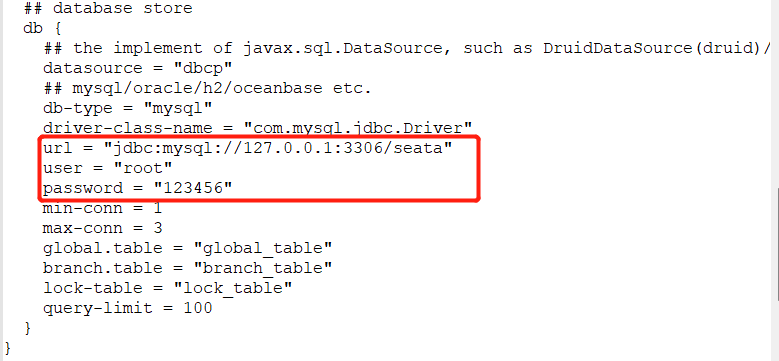 ## database store
db {
## the implement of javax.sql.DataSource, such as DruidDataSource(druid)/
datasource = "dbcp"
## mysql/oracle/h2/oceanbase etc.
db-type = "mysql"
driver-class-name = "com.mysql.jdbc.Driver"
url = "jdbc:mysql://127.0.0.1:3306/seata"
user = "root"
password = "123456"
min-conn = 1
max-conn = 3
global.table = "global_table"
branch.table = "branch_table"
lock-table = "lock_table"
query-limit = 100
}
}